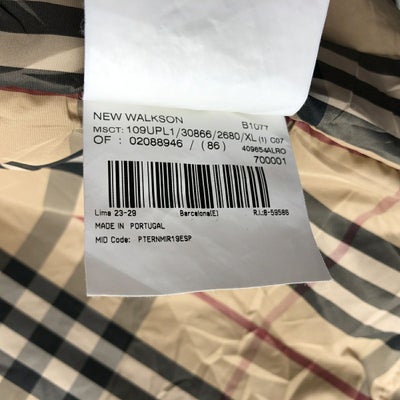 NEW WALKSON B1077
MSCT: 109UPL1/30866/2680/XL (1) C07
OF : 02088946 / (86) 409654ALRO
700001
Lima 23-29 Barcelona(E) R.I.:8-59588
MADE IN PORTUGAL
MID Code: PTERNMIR19ESP